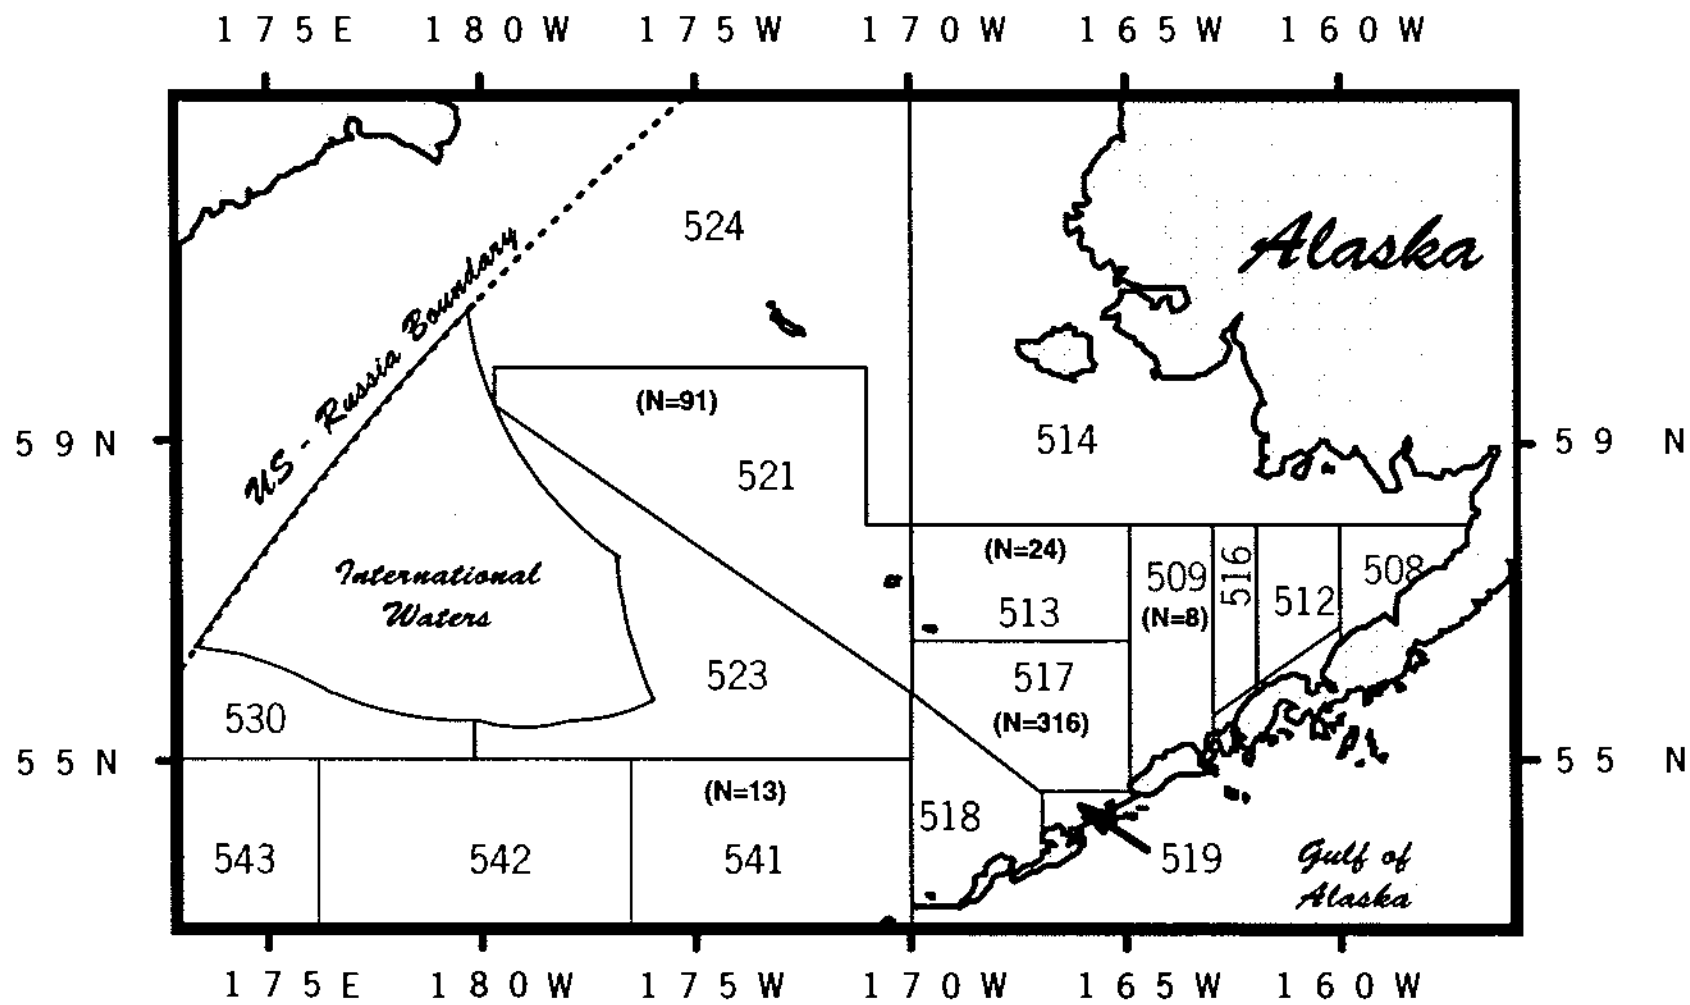 175E 180W 175W 170W 165W 160W
524
Alaska
US - Russia Boundary
(N=91)
59N
514
59 N
521
International
Waters
(N=24)
509
516
508
512
513
(N=8)
517
523
530
(N=316)
55N
55 N
(N=13)
518
543
542
541
519
Gulf of
Alaska
175E 180W 175W 170W 165W 160W